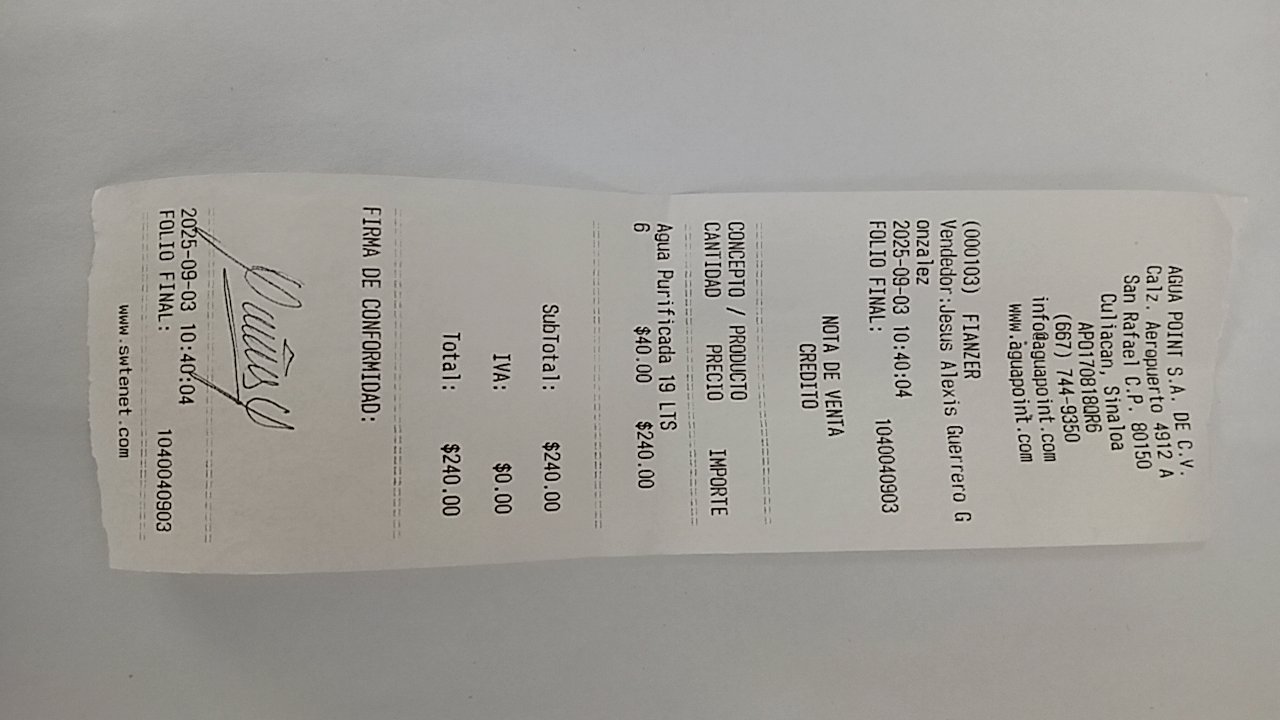 AGUA POINT S.A. DE C.V.
Calz. Aeropuerto 4912 A
San Rafael C.P. 80150
Culiacan, Sinaloa
APO170818QR6
(667) 744-9350
info@aguapoint.com
www.aguapoint.com
(000103) FIANZER
Vendedor:Jesus Alexis Guerrero G
onzalez
2025-09-03 10:40:04
FOLIO FINAL: 1040040903
NOTA DE VENTA
CREDITO
CONCEPTO / PRODUCTO
CANTIDAD PRECIO IMPORTE
Agua Purificada 19 LTS
6 $40.00 $240.00
SubTotal: $240.00
IVA: $0.00
Total: $240.00
FIRMA DE CONFORMIDAD:
2025-09-03 10:40:04
FOLIO FINAL: 1040040903
www.swtenet.com